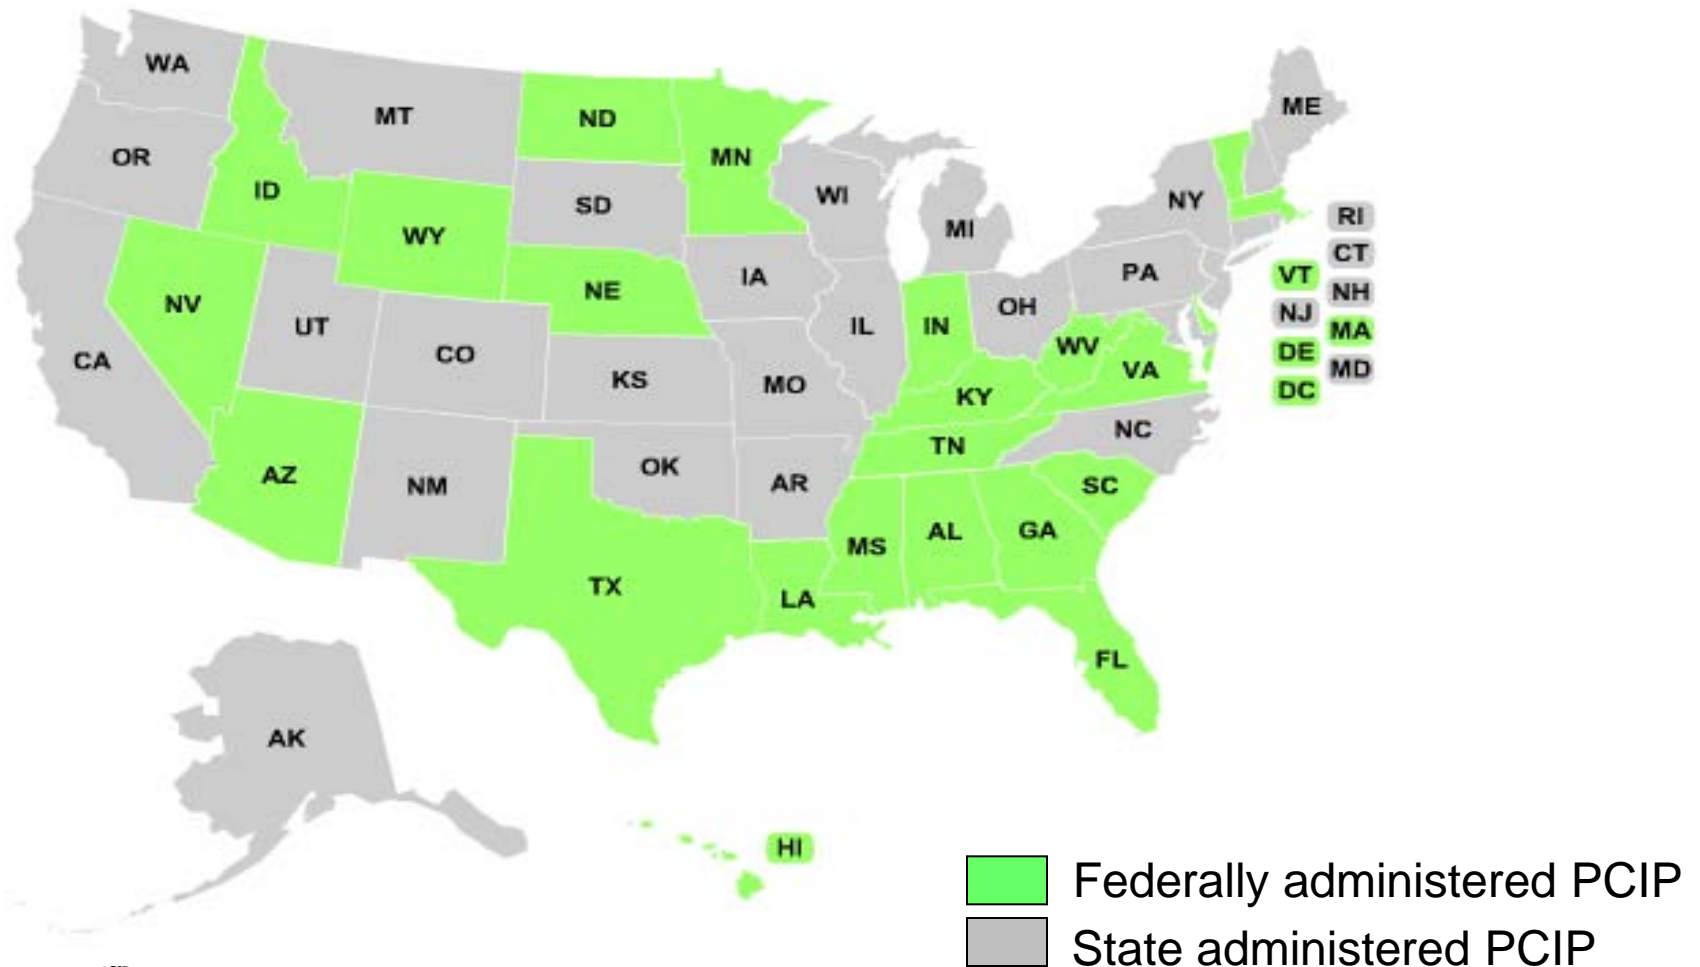 WA
MT
ND
ME
OR
MN
ID
WI
NY
SD
RI
WY
MI
CT
PA
VT
IA
NE
NH
NV
OH
NJ
UT
IL
IN
MA
CO
WV
DE
CA
MD
VA
KS
MO
KY
DC
NC
TN
OK
AZ
AR
SC
NM
AL
GA
MS
TX
LA
FL
AK
HI
Federally administered PCIP
State administered PCIP